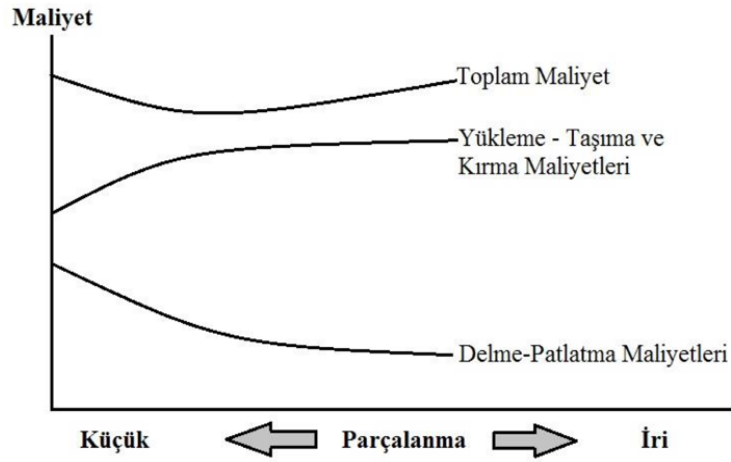 Maliyet
Toplam Maliyet
Yükleme - Taşıma ve
Kırma Maliyetleri
Delme-Patlatma Maliyetleri
Küçük Parçalanma İri